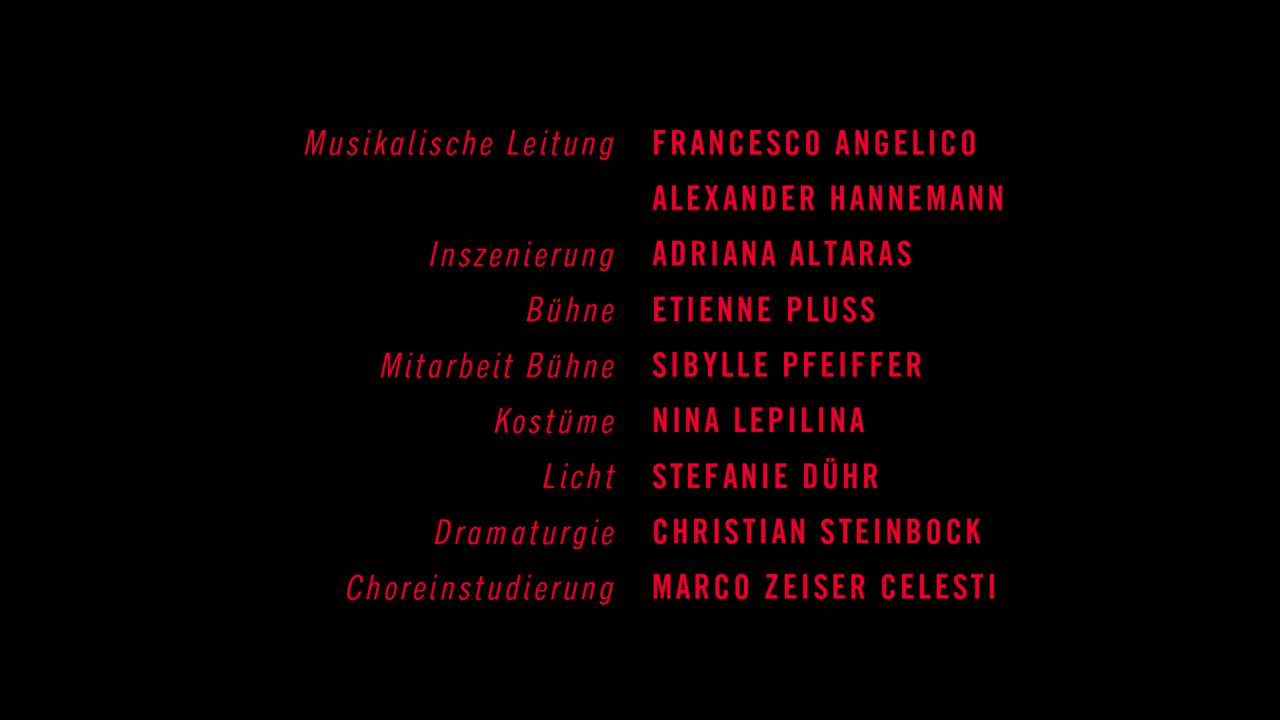 Musikalische Leitung FRANCESCO ANGELICO
ALEXANDER HANNEMANN
Inszenierung ADRIANA ALTARAS
Bühne ETIENNE PLUSS
Mitarbeit Bühne SIBYLLE PFEIFFER
Kostüme NINA LEPILINA
Licht STEFANIE DÜHR
Dramaturgie CHRISTIAN STEINBOCK
Choreinstudierung MARCO ZEISER CELESTI